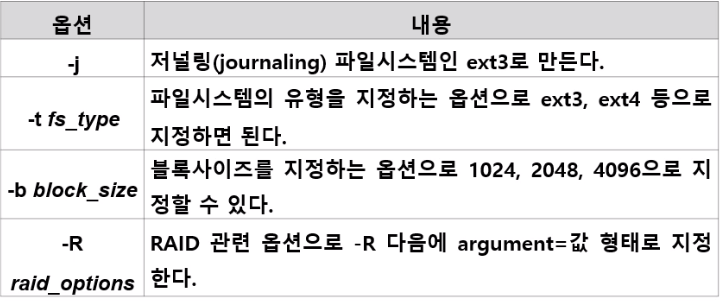 옵션 내용
-j 저널링(journaling) 파일시스템인 ext3로 만든다.
-t fs_type 파일시스템의 유형을 지정하는 옵션으로 ext3, ext4 등으로
지정하면 된다.
-b block_size 블록사이즈를 지정하는 옵션으로 1024, 2048, 4096으로 지
정할 수 있다.
-R RAID 관련 옵션으로 -R 다음에 argument=값 형태로 지정
raid_options 한다.